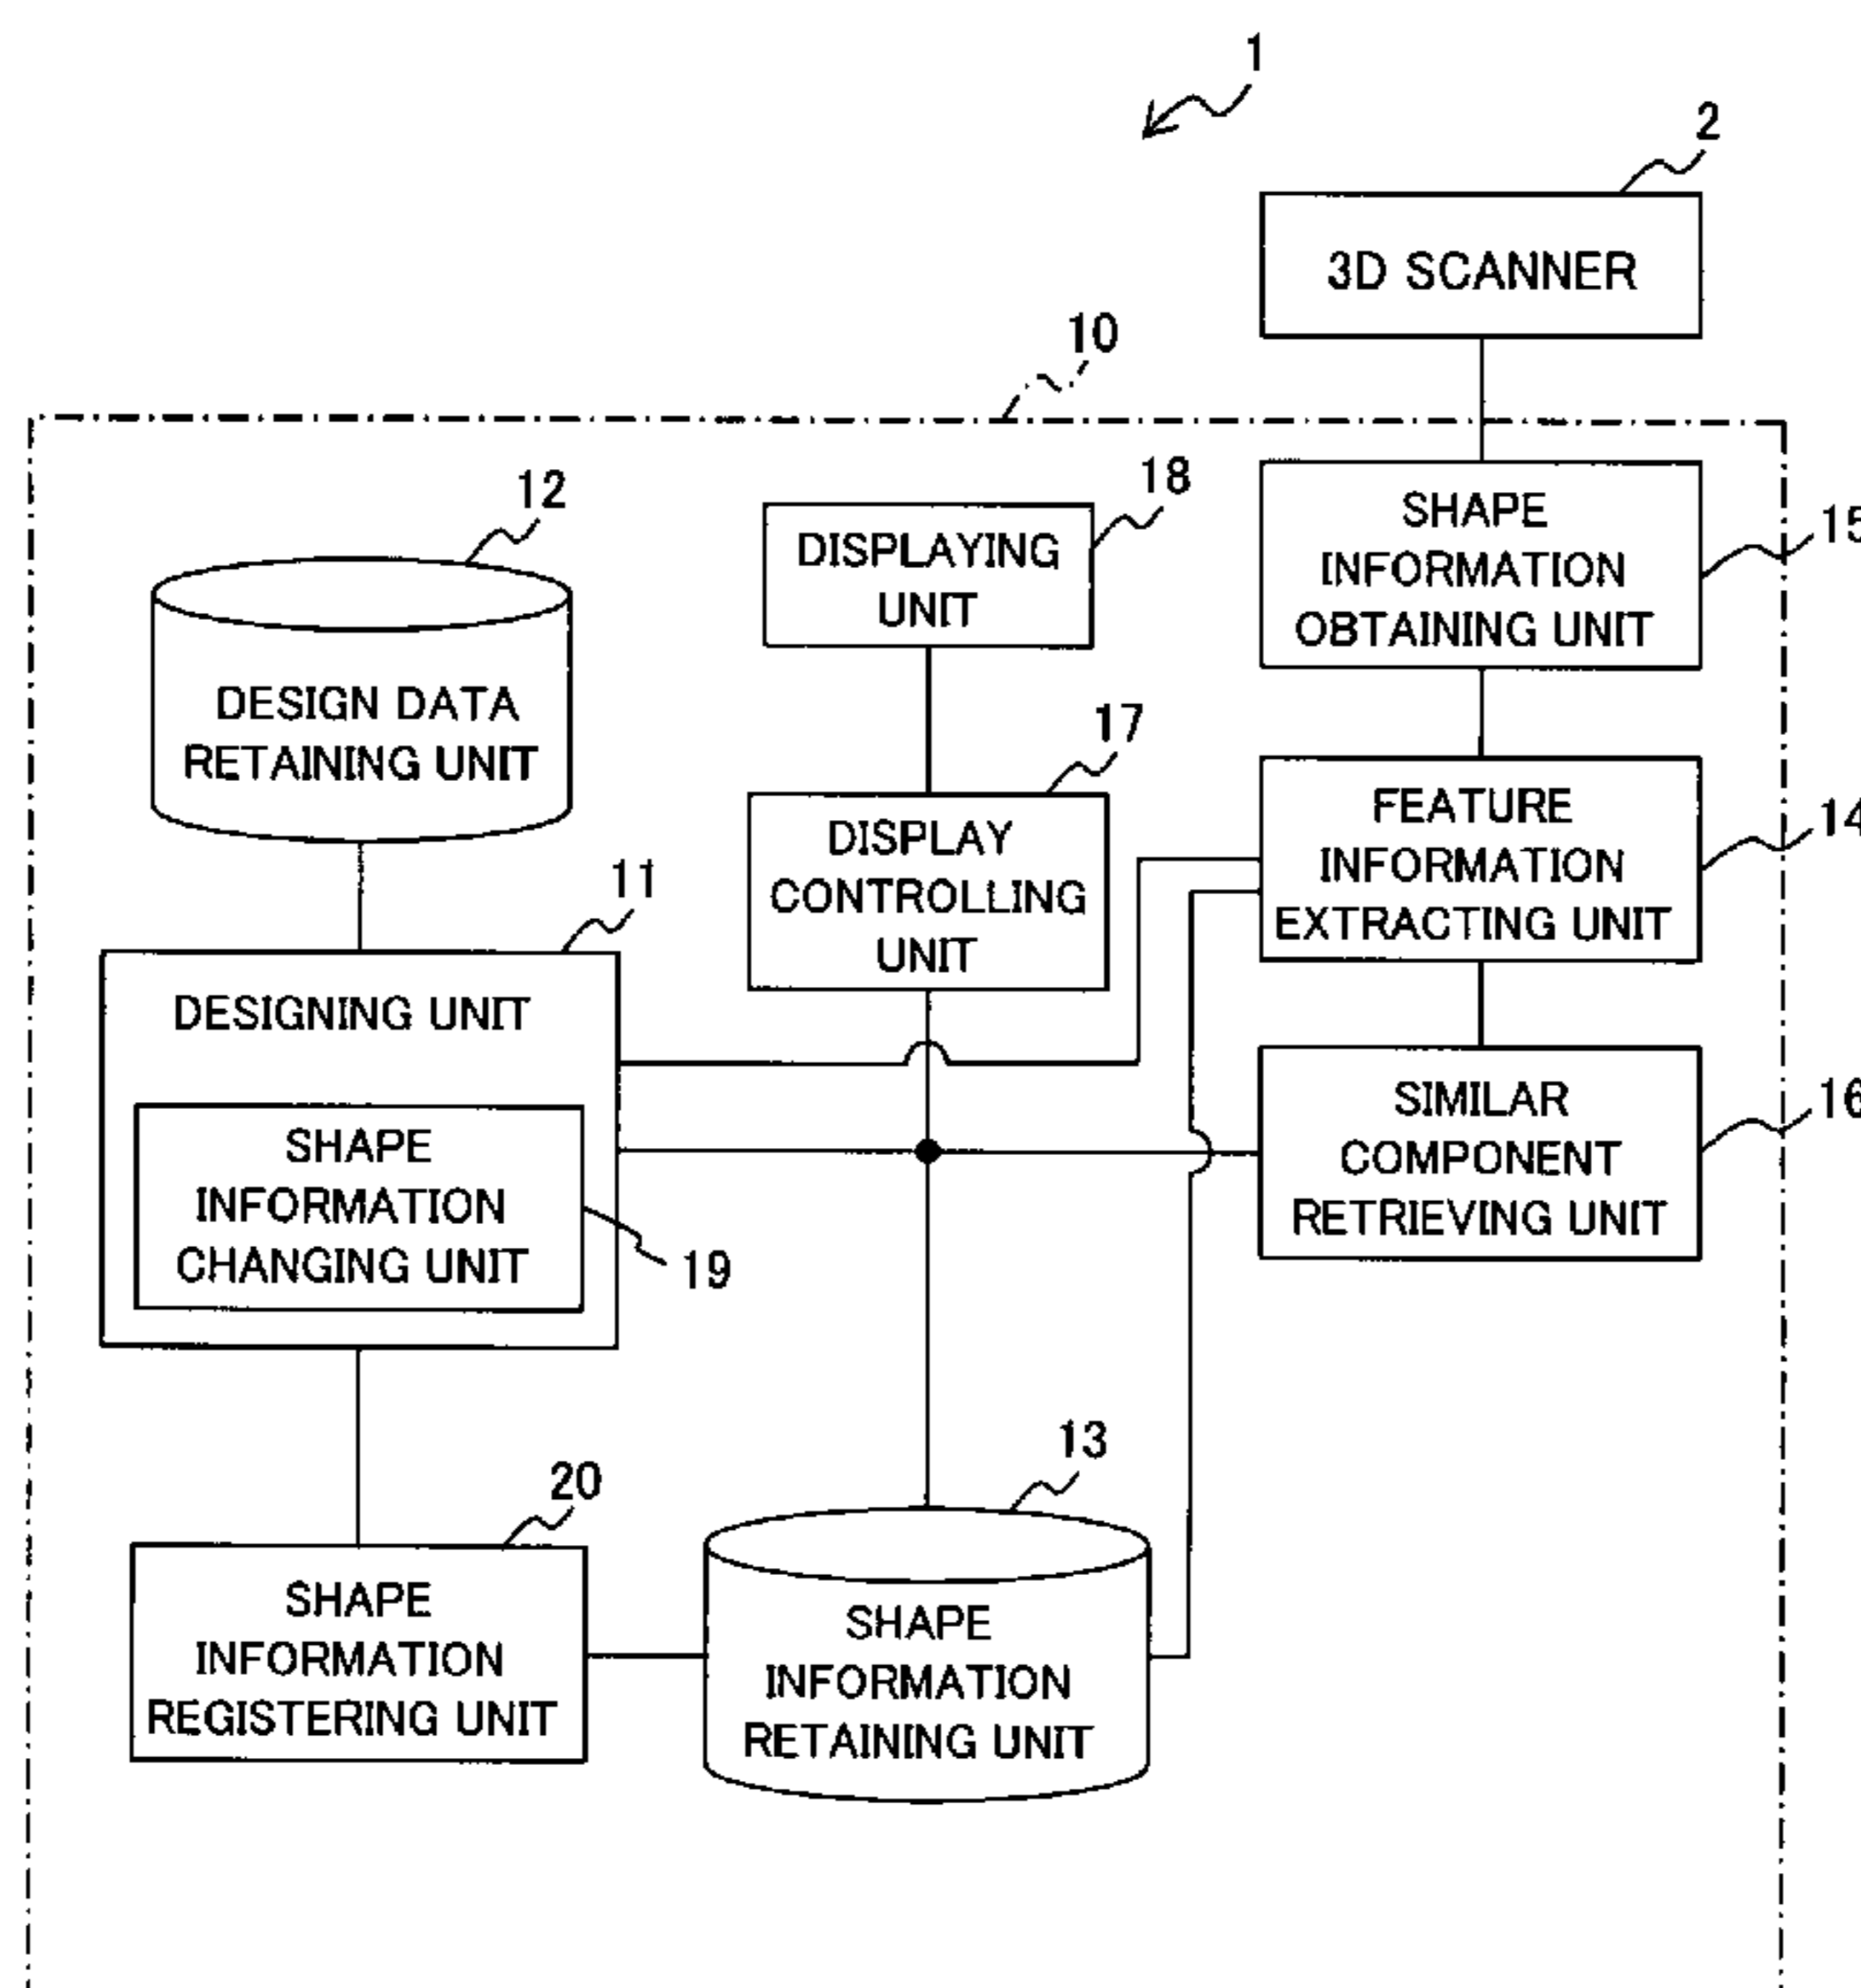 1
2
3D SCANNER
10
12
18
DISPLAYING
UNIT
SHAPE
INFORMATION
OBTAINING UNIT
15
DESIGN DATA
RETAINING UNIT
17
DISPLAY
CONTROLLING
UNIT
FEATURE
INFORMATION
EXTRACTING UNIT
14
11
DESIGNING UNIT
SHAPE
INFORMATION
CHANGING UNIT
19
SIMILAR
COMPONENT
RETRIEVING UNIT
16
20
SHAPE
INFORMATION
REGISTERING UNIT
13
SHAPE
INFORMATION
RETAINING UNIT